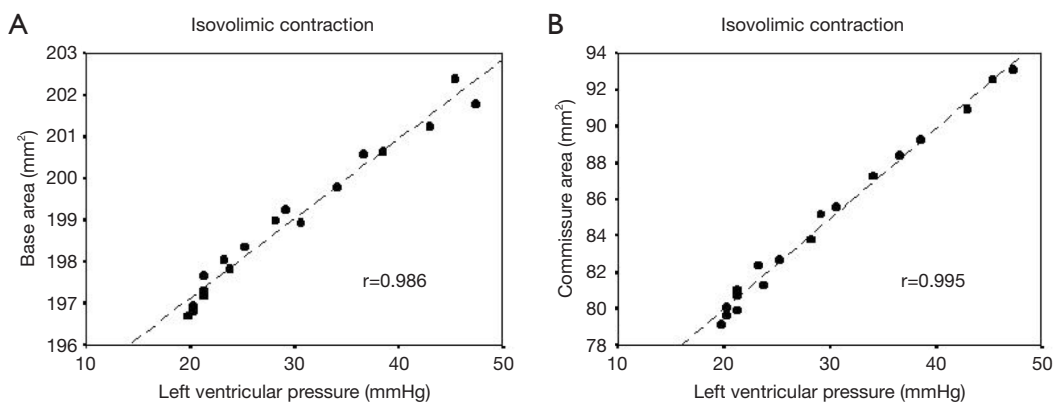 A
Isovolimic contraction
203
202
201
200
199
198
197
196
Base area (mm²)
r=0.986
10 20 30 40 50
Left ventricular pressure (mmHg)
B
Isovolimic contraction
94
92
90
88
86
84
82
80
78
Commissure area (mm²)
r=0.995
10 20 30 40 50
Left ventricular pressure (mmHg)